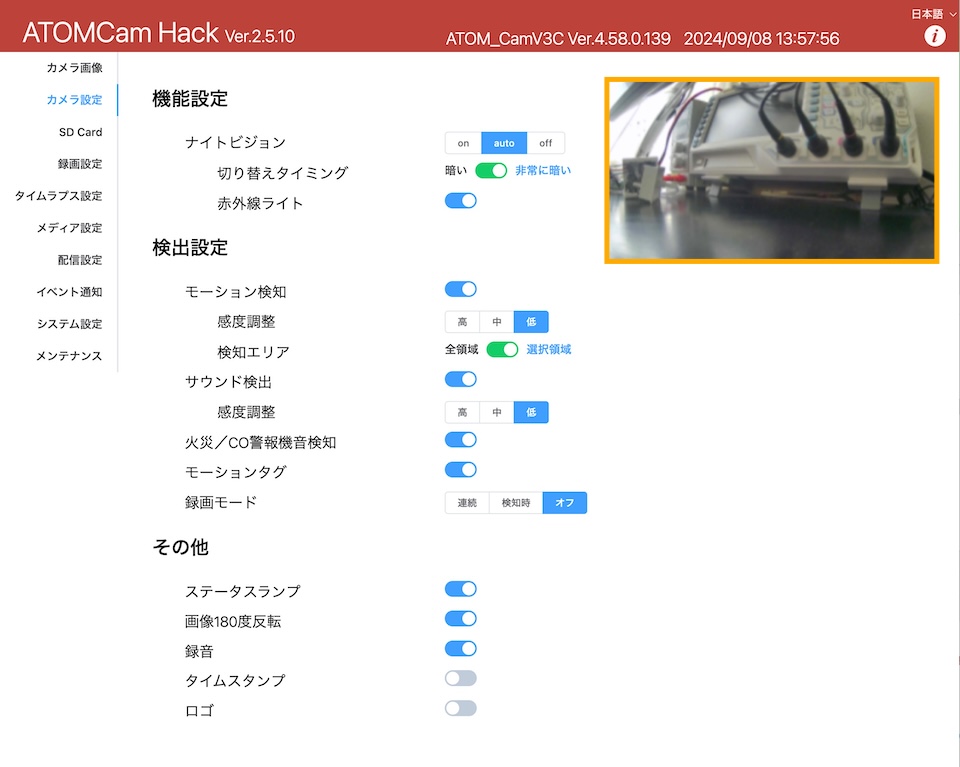 日本語
ATOMCam Hack Ver.2.5.10
ATOM_CamV3C Ver.4.58.0.139 2024/09/08 13:57:56
i
カメラ画像
カメラ設定
SD Card
録画設定
タイムラプス設定
メディア設定
配信設定
イベント通知
システム設定
メンテナンス
機能設定
ナイトビジョン on auto off
切り替えタイミング 暗い 非常に暗い
赤外線ライト
検出設定
モーション検知
感度調整 高 中 低
検知エリア 全領域 選択領域
サウンド検出
感度調整 高 中 低
火災／CO警報機音検知
モーションタグ
録画モード 連続 検知時 オフ
その他
ステータスランプ
画像180度反転
録音
タイムスタンプ
ロゴ